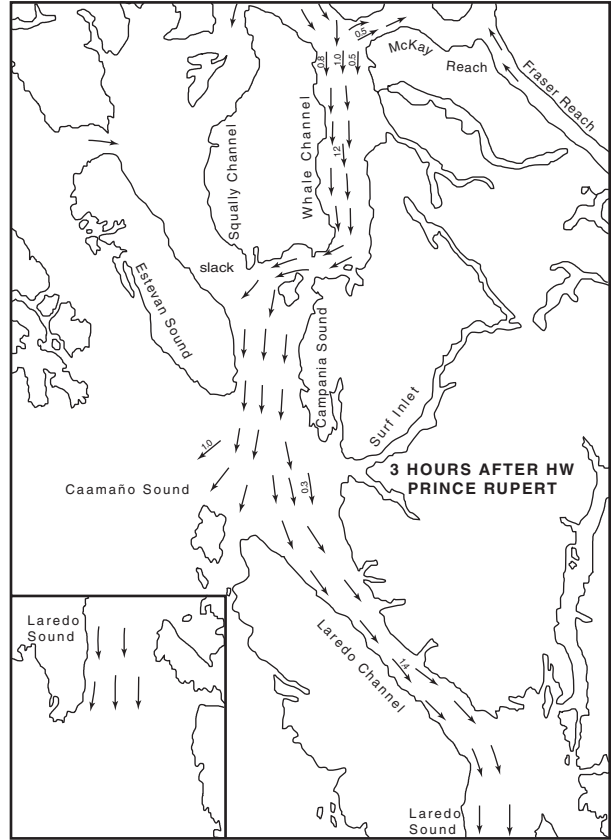 0.5
McKay
Reach
Fraser Reach
0.8
1.0
0.5
Squally Channel
Whale Channel
1.2
slack
Estevan Sound
Campania Sound
Surf Inlet
1.0
3 HOURS AFTER HW
PRINCE RUPERT
Caamaño Sound
0.3
Laredo
Sound
Laredo Channel
1.4
Laredo
Sound